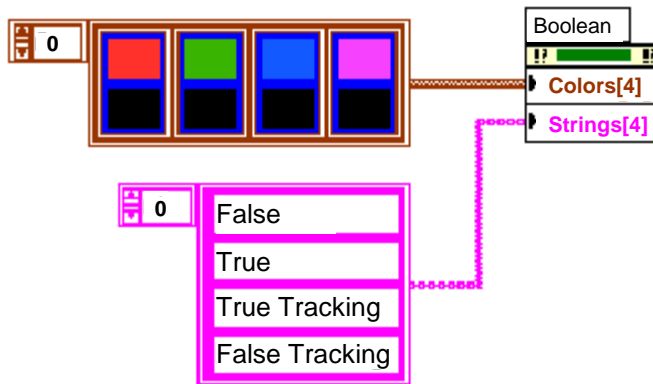 Boolean
0
Colors[4]
Strings[4]
0
False
True
True Tracking
False Tracking